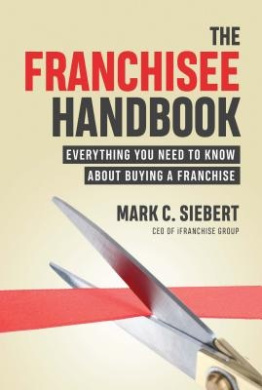 THE
FRANCHISEE
HANDBOOK
EVERYTHING YOU NEED TO KNOW
ABOUT BUYING A FRANCHISE
MARK C. SIEBERT
CEO OF iFRANCHISE GROUP